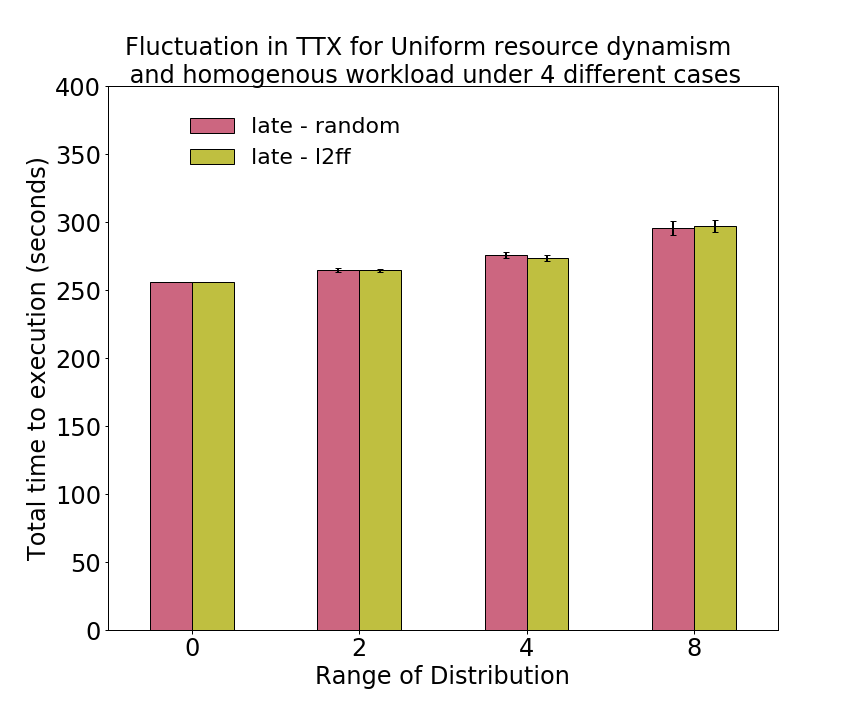 Fluctuation in TTX for Uniform resource dynamism
and homogenous workload under 4 different cases
400
350
300
250
200
150
100
50
0
Total time to execution (seconds)
late - random
late - l2ff
0 2 4 8
Range of Distribution